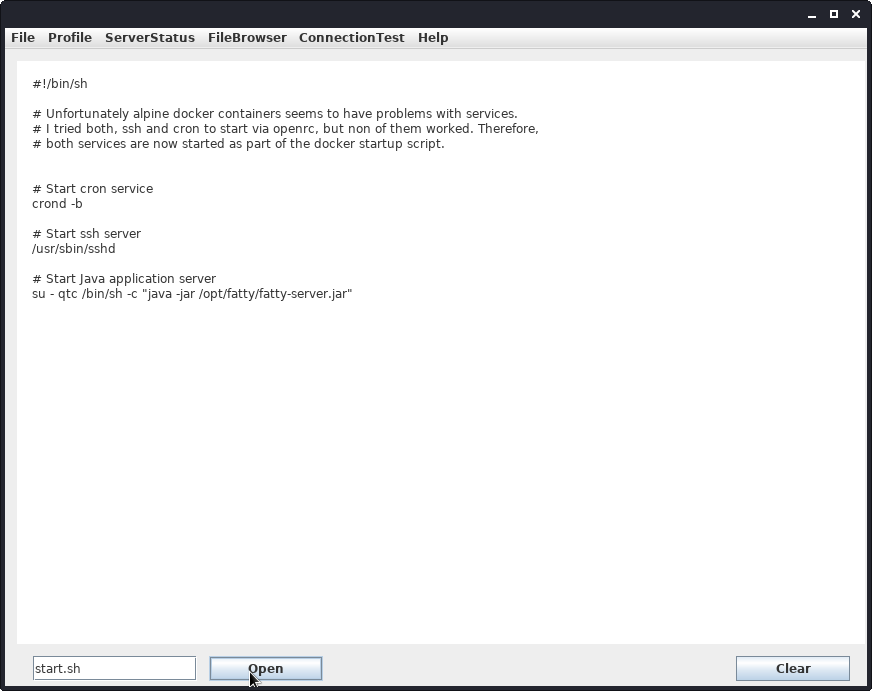 File Profile ServerStatus FileBrowser ConnectionTest Help
#!/bin/sh
# Unfortunately alpine docker containers seems to have problems with services.
# I tried both, ssh and cron to start via openrc, but non of them worked. Therefore,
# both services are now started as part of the docker startup script.
# Start cron service
crond -b
# Start ssh server
/usr/sbin/sshd
# Start Java application server
su - qtc /bin/sh -c "java -jar /opt/fatty/fatty-server.jar"
start.sh Open Clear